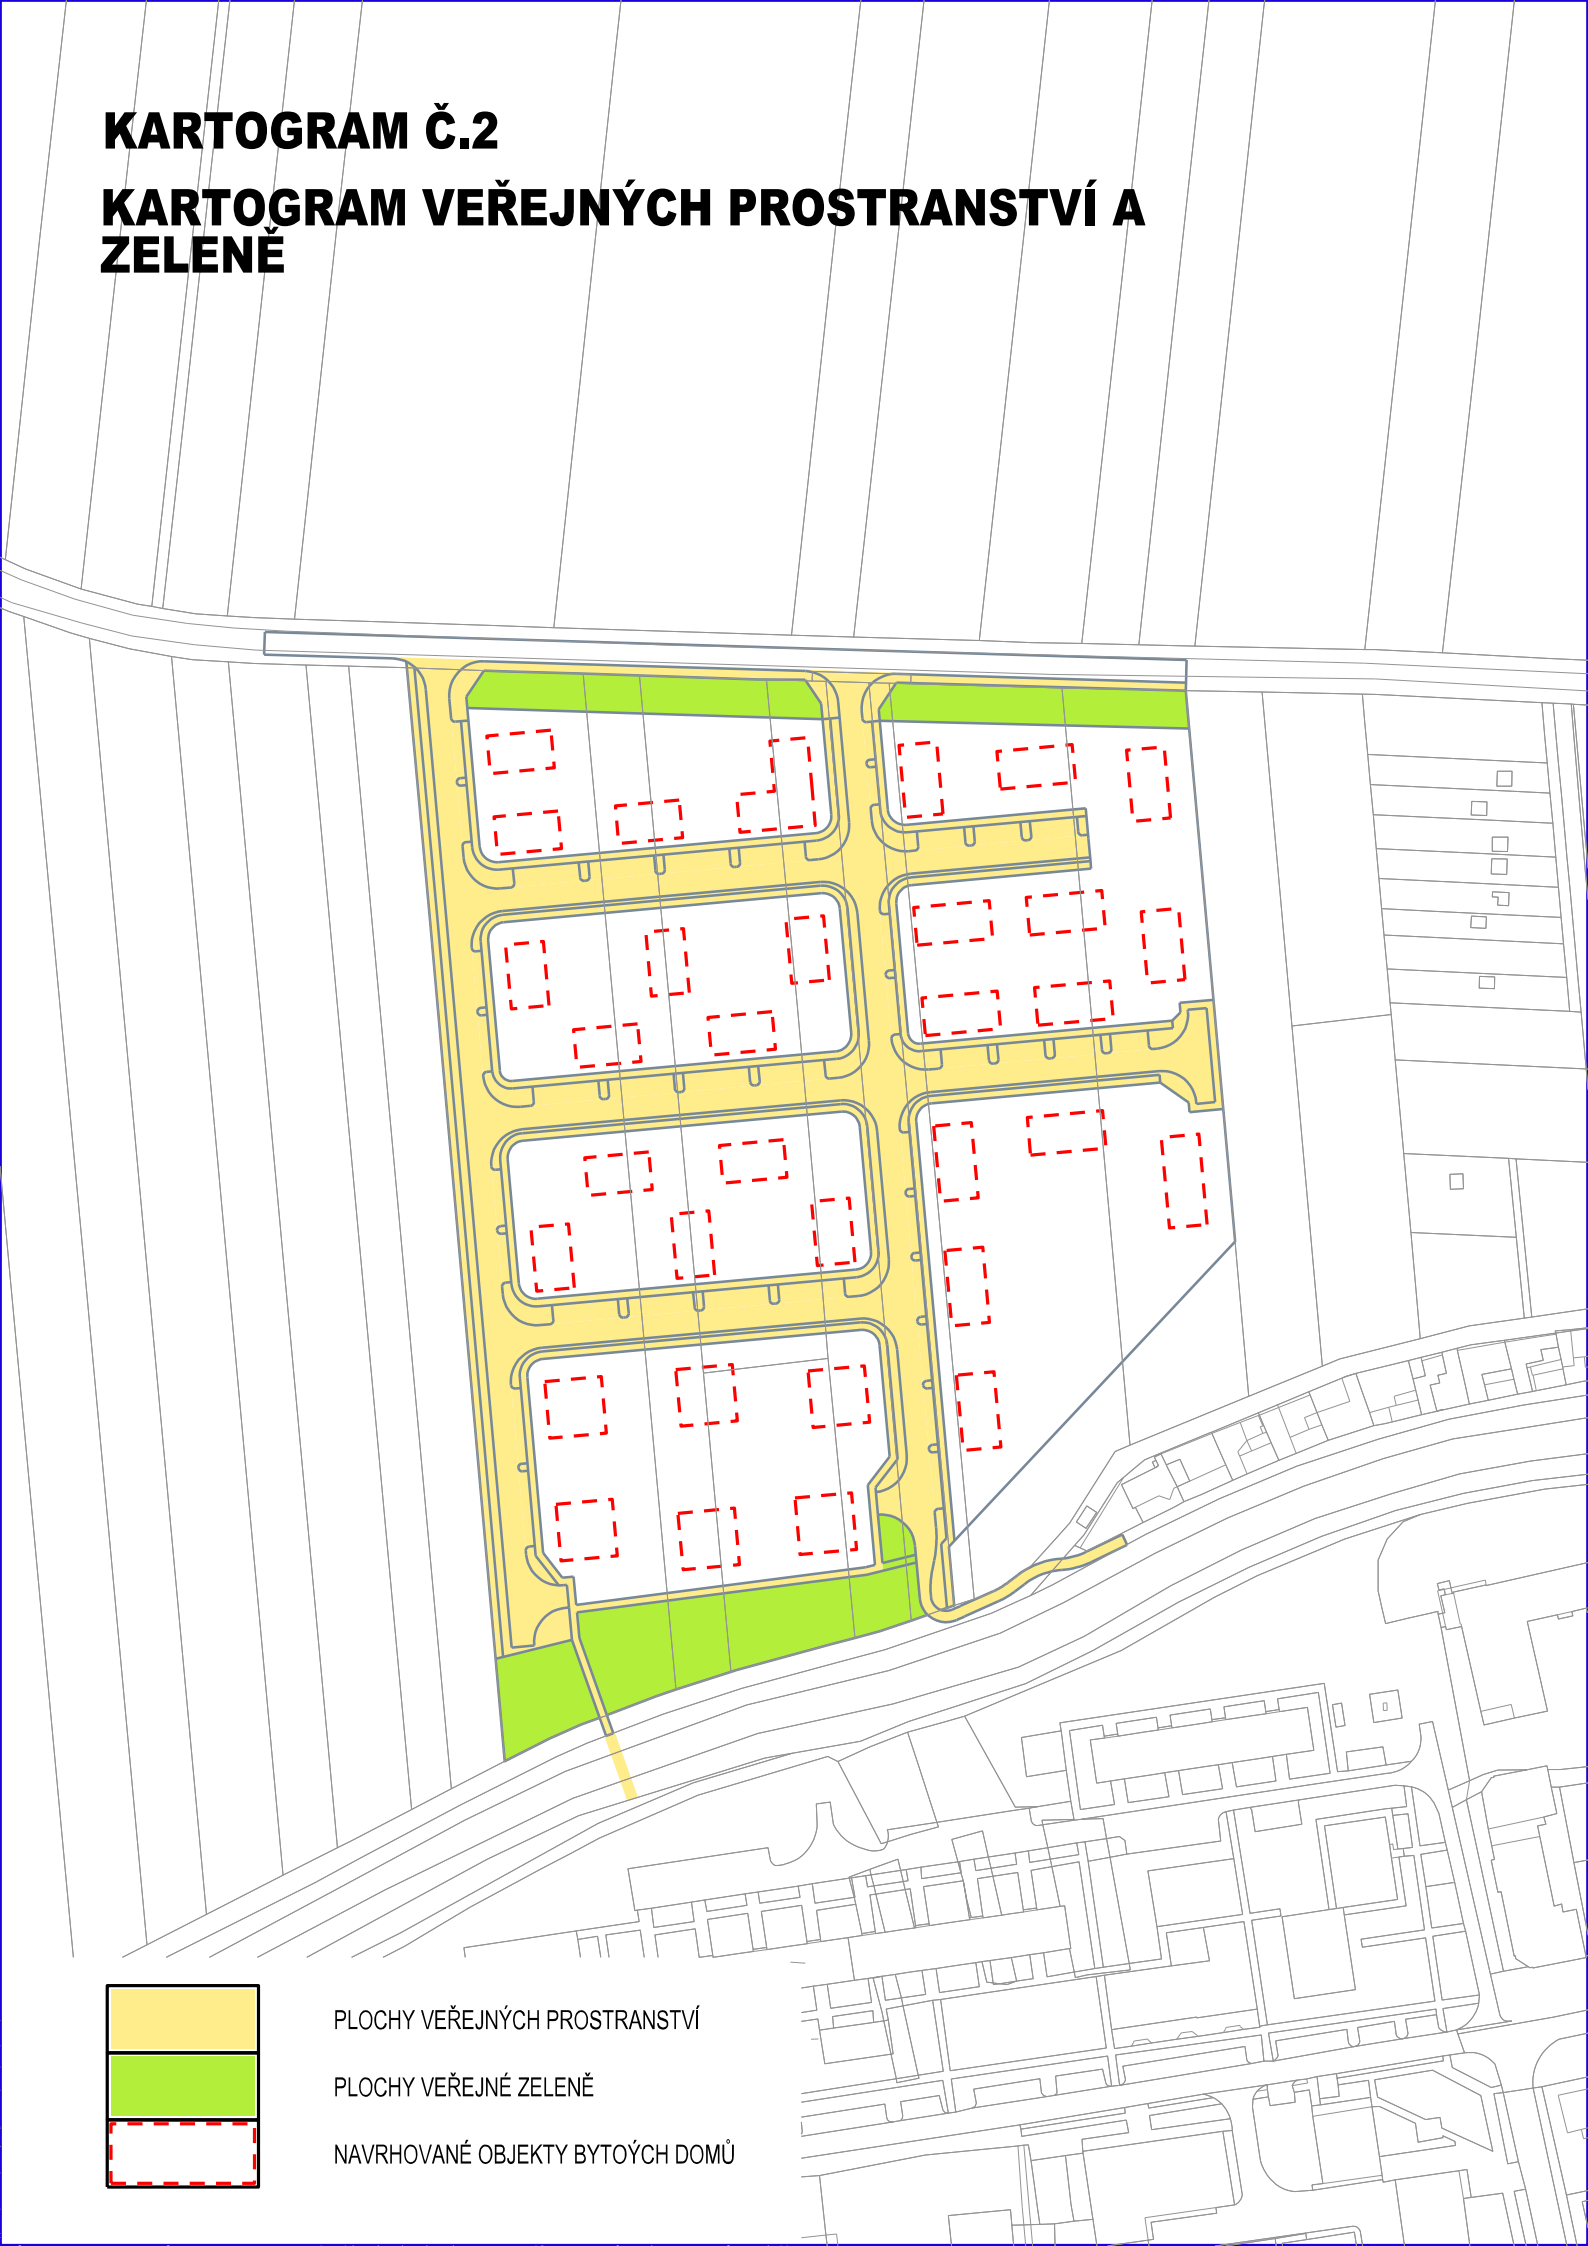 KARTOGRAM Č.2
KARTOGRAM VEŘEJNÝCH PROSTRANSTVÍ A
ZELENĚ
PLOCHY VEŘEJNÝCH PROSTRANSTVÍ
PLOCHY VEŘEJNÉ ZELENĚ
NAVRHOVANÉ OBJEKTY BYTOÝCH DOMŮ